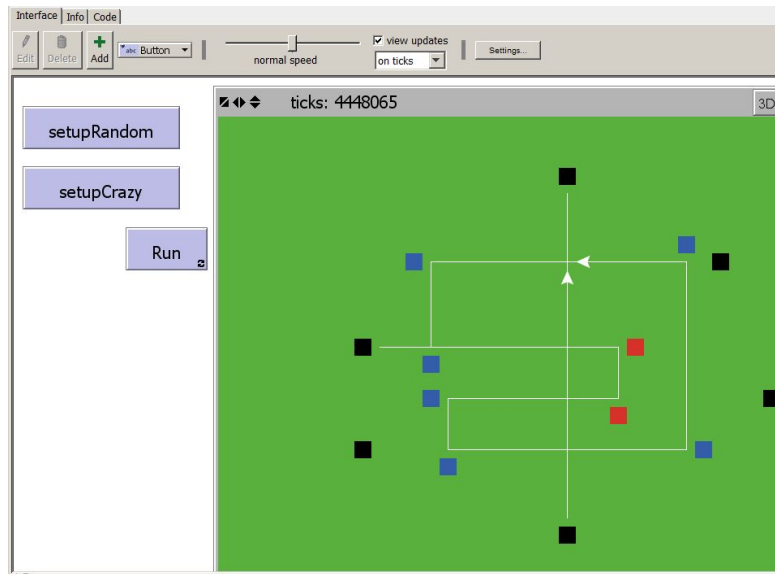 Interface Info Code
Edit Delete Add abc Button normal speed view updates on ticks Settings...
ticks: 4448065 3D
setupRandom
setupCrazy
Run